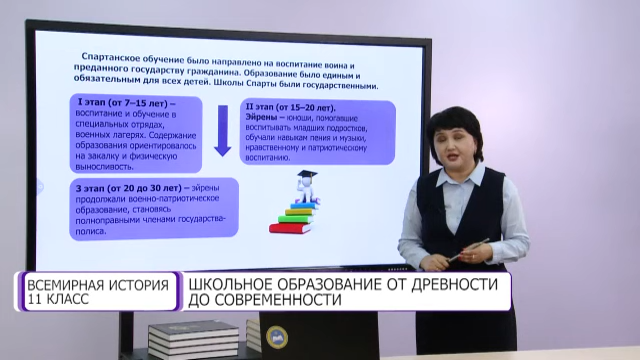 Спартанское обучение было направлено на воспитание воина и
преданного государству гражданина. Образование было единым и
обязательным для всех детей. Школы Спарты были государственными.
I этап (от 7–15 лет) –
воспитание и обучение в
специальных отрядах,
военных лагерях. Содержание
образования ориентировалось
на закалку и физическую
выносливость.
II этап (от 15–20 лет).
Эйрены – юноши, помогавшие
воспитывать младших подростков,
обучали навыкам пения и музыки,
нравственному и патриотическому
воспитанию.
3 этап (от 20 до 30 лет) – эйрены
продолжали военно-патриотическое
образование, становясь
полноправными членами государства-
полиса.
ВСЕМИРНАЯ ИСТОРИЯ
11 КЛАСС
ШКОЛЬНОЕ ОБРАЗОВАНИЕ ОТ ДРЕВНОСТИ
ДО СОВРЕМЕННОСТИ